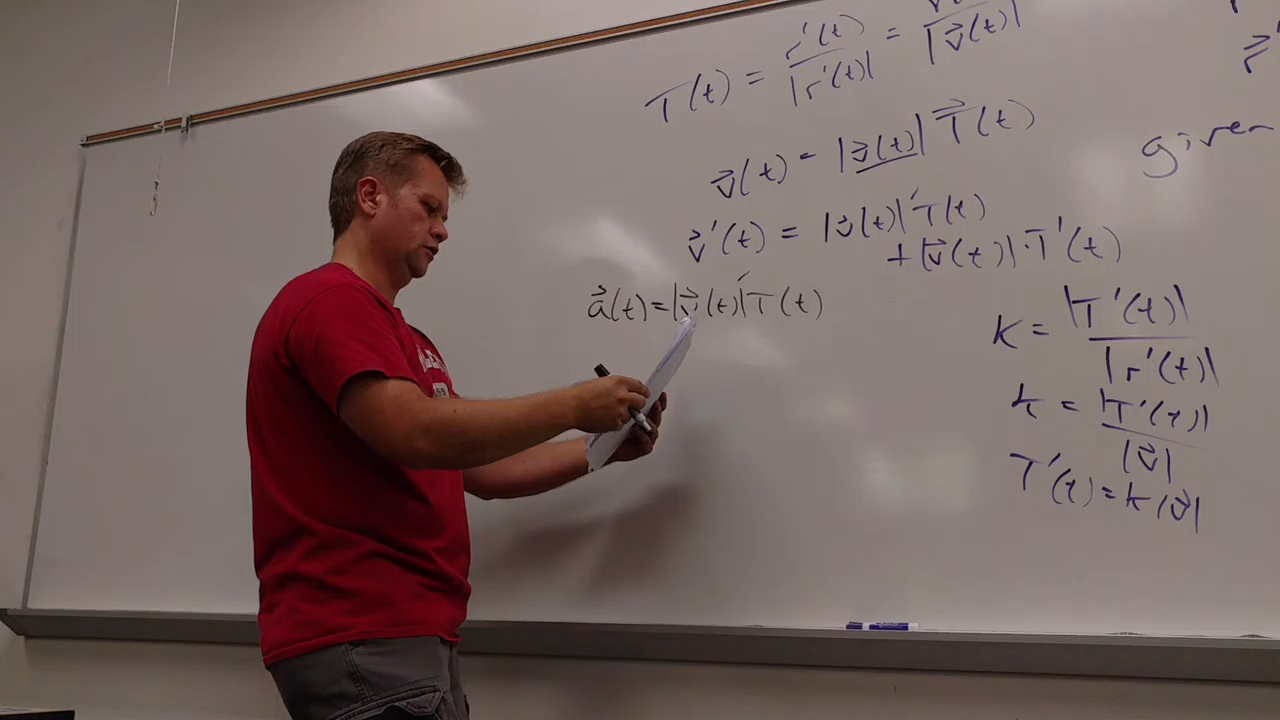 T(t) = r'(t) / |r'(t)| = / |v⃗(t)|
v⃗(t) = |v⃗(t)| T⃗(t)
v⃗'(t) = |v⃗(t)|' T(t)
+ |v⃗(t)| · T'(t)
a⃗(t) = |v⃗(t)|' T(t)
given
r⃗'
K = |T'(t)| / |r'(t)|
k = |T'(t)| / |v⃗|
T'(t) = k |v⃗|